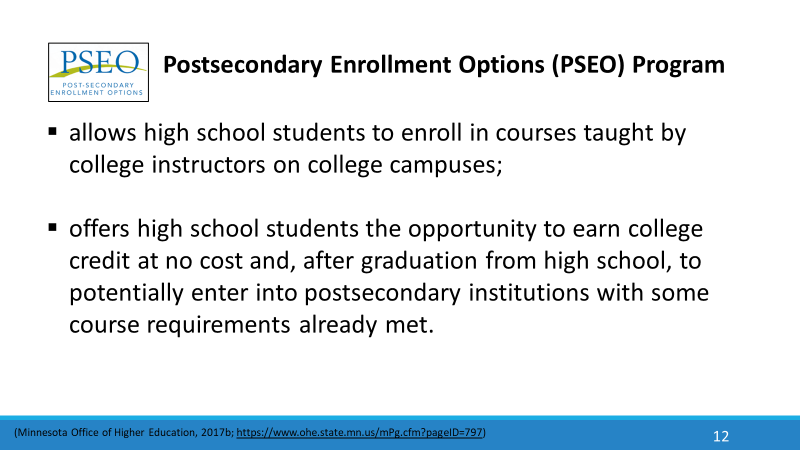 PSEO
POST-SECONDARY
ENROLLMENT OPTIONS
Postsecondary Enrollment Options (PSEO) Program
▪ allows high school students to enroll in courses taught by
college instructors on college campuses;
▪ offers high school students the opportunity to earn college
credit at no cost and, after graduation from high school, to
potentially enter into postsecondary institutions with some
course requirements already met.
(Minnesota Office of Higher Education, 2017b; https://www.ohe.state.mn.us/mPg.cfm?pageID=797)
12